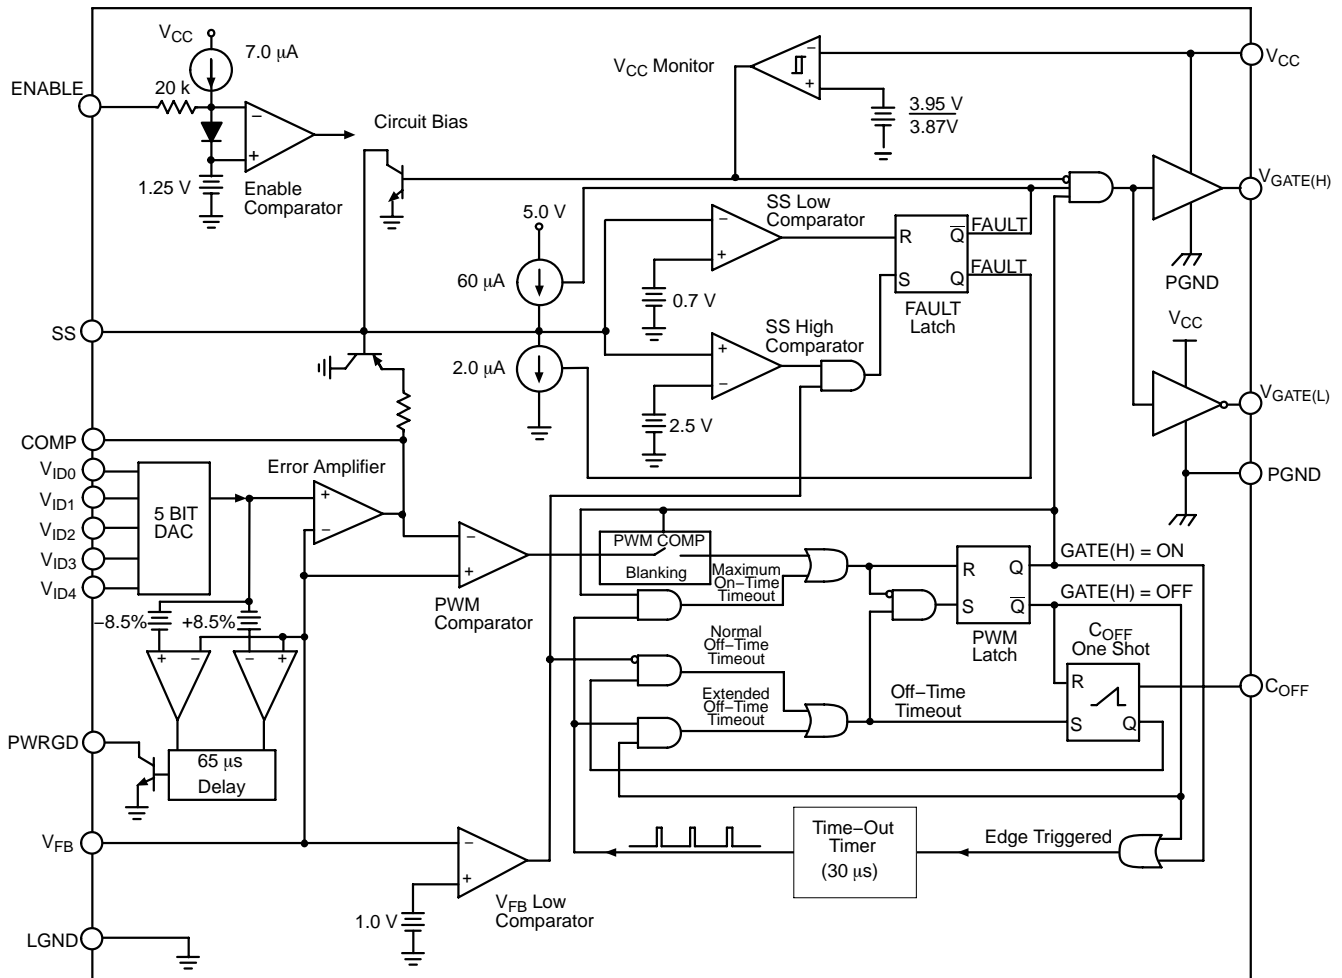 VCC
7.0 μA
ENABLE
20 k
1.25 V
Enable
Comparator
Circuit Bias
VCC Monitor
3.95 V
3.87V
VCC
VGATE(H)
PGND
5.0 V
60 μA
SS Low
Comparator
0.7 V
R
Q
FAULT
S
Q
FAULT
FAULT
Latch
SS
2.0 μA
SS High
Comparator
2.5 V
VCC
VGATE(L)
PGND
COMP
VID0
VID1
VID2
VID3
VID4
5 BIT
DAC
Error Amplifier
−8.5%
+8.5%
PWM
Comparator
PWM COMP
Blanking
Maximum
On−Time
Timeout
R
Q
S
Q
PWM
Latch
GATE(H) = ON
GATE(H) = OFF
Normal
Off−Time
Timeout
Extended
Off−Time
Timeout
Off−Time
Timeout
COFF
One Shot
R
S
Q
COFF
PWRGD
65 μs
Delay
VFB
VFB Low
Comparator
1.0 V
Time−Out
Timer
(30 μs)
Edge Triggered
LGND